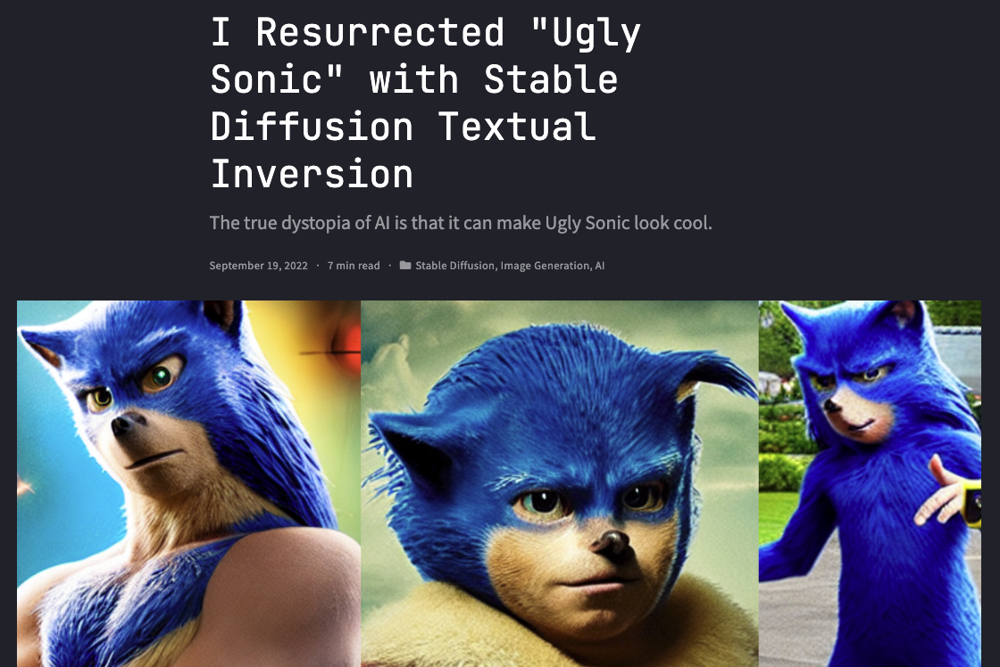 I Resurrected "Ugly
Sonic" with Stable
Diffusion Textual
Inversion
The true dystopia of AI is that it can make Ugly Sonic look cool.
September 19, 2022 · 7 min read · Stable Diffusion, Image Generation, AI